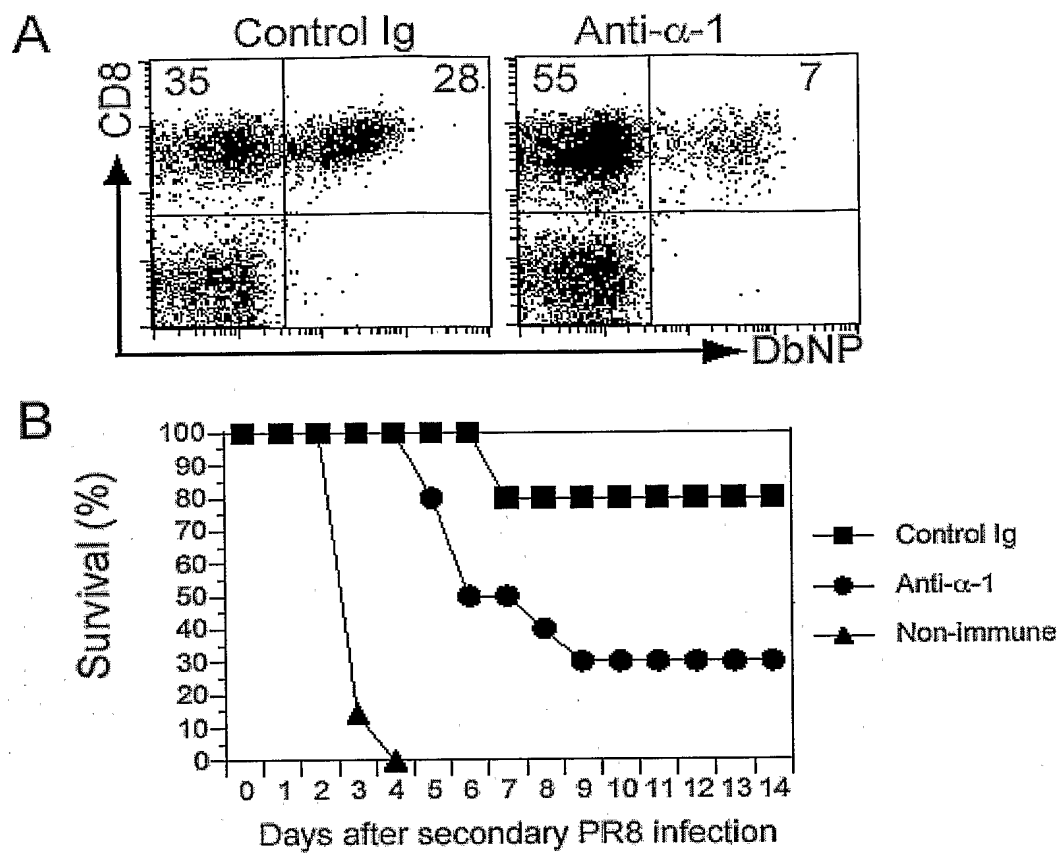 A
Control Ig
Anti-α-1
CD8
35
28
55
7
DbNP
B
Survival (%)
100
90
80
70
60
50
40
30
20
10
0
0 1 2 3 4 5 6 7 8 9 10 11 12 13 14
Days after secondary PR8 infection
Control Ig
Anti-α-1
Non-immune